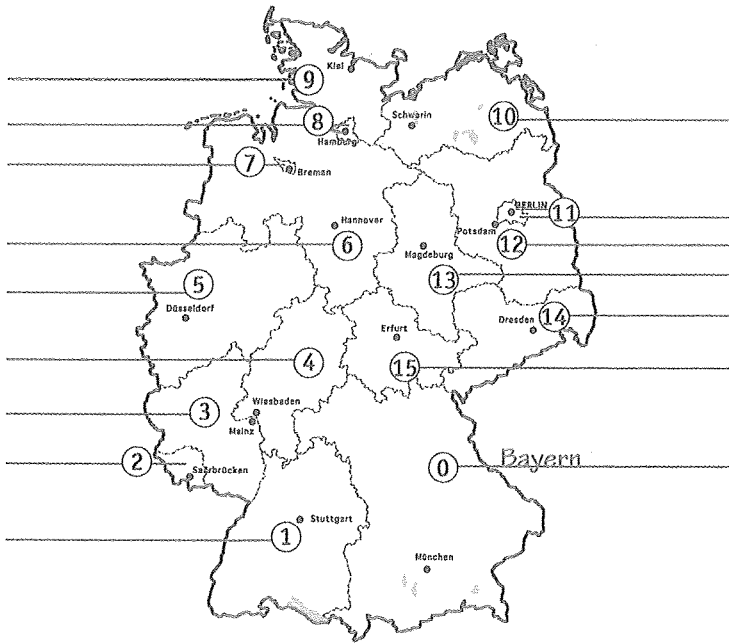 Kiel
9
8
Schwerin
10
Hamburg
7
Bremen
BERLIN
11
Hannover
Potsdam
6
12
Magdeburg
5
13
Düsseldorf
14
Dresden
Erfurt
4
15
3
Wiesbaden
Mainz
2
Saarbrücken
0
Bayern
1
Stuttgart
München